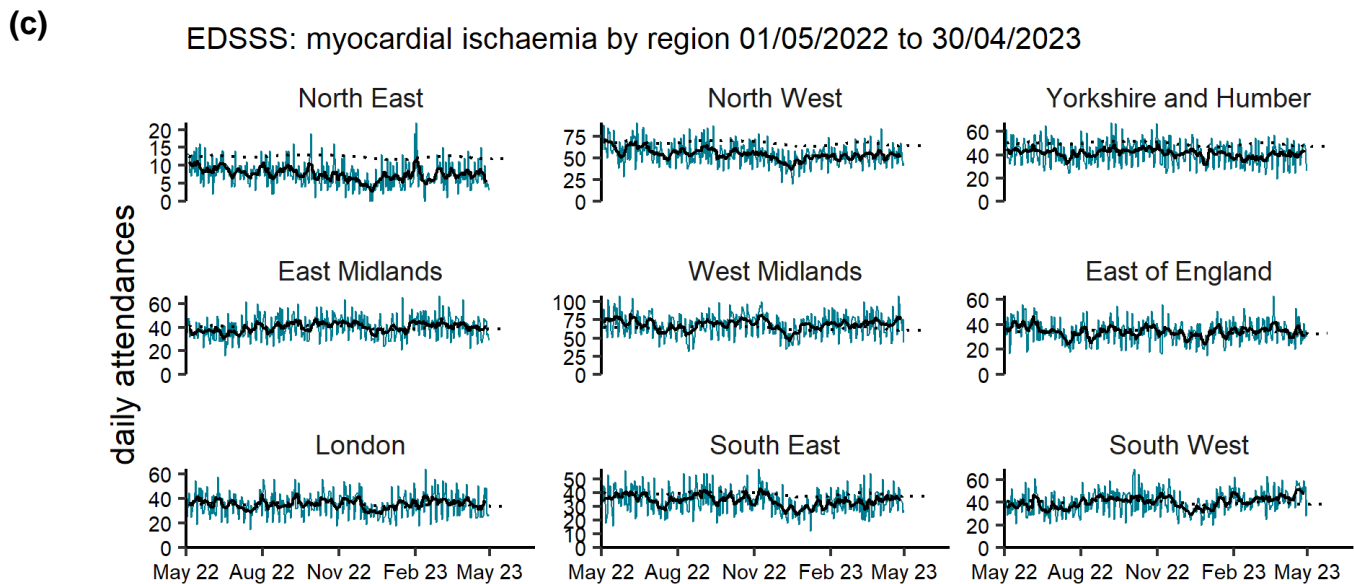 (c)
EDSSS: myocardial ischaemia by region 01/05/2022 to 30/04/2023
daily attendances
North East
20
15
10
5
0
North West
75
50
25
0
Yorkshire and Humber
60
40
20
0
East Midlands
60
40
20
0
West Midlands
100
75
50
25
0
East of England
60
40
20
0
London
60
40
20
0
May 22 Aug 22 Nov 22 Feb 23 May 23
South East
50
40
30
20
10
0
May 22 Aug 22 Nov 22 Feb 23 May 23
South West
60
40
20
0
May 22 Aug 22 Nov 22 Feb 23 May 23